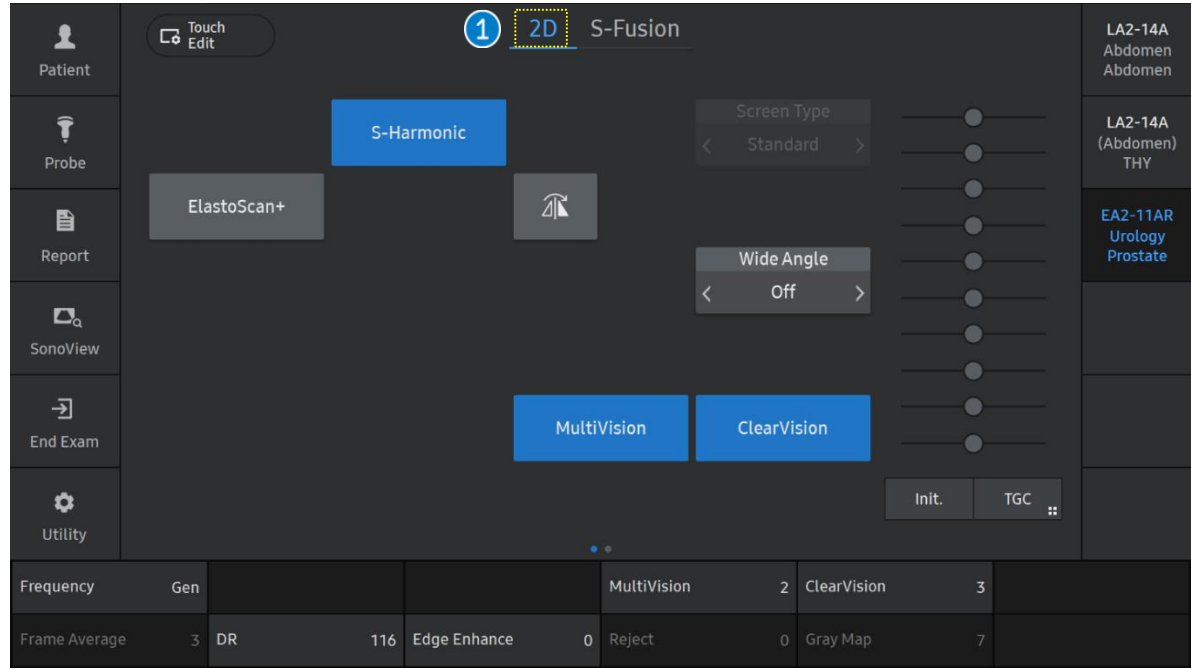 Patient
Probe
Report
SonoView
End Exam
Utility
Touch
Edit
1
2D
S-Fusion
S-Harmonic
Screen Type
< Standard >
ElastoScan+
Wide Angle
< Off >
MultiVision
ClearVision
Init.
TGC
LA2-14A
Abdomen
Abdomen
LA2-14A
(Abdomen)
THY
EA2-11AR
Urology
Prostate
Frequency Gen
MultiVision 2
ClearVision 3
Frame Average 3
DR 116
Edge Enhance 0
Reject 0
Gray Map 7